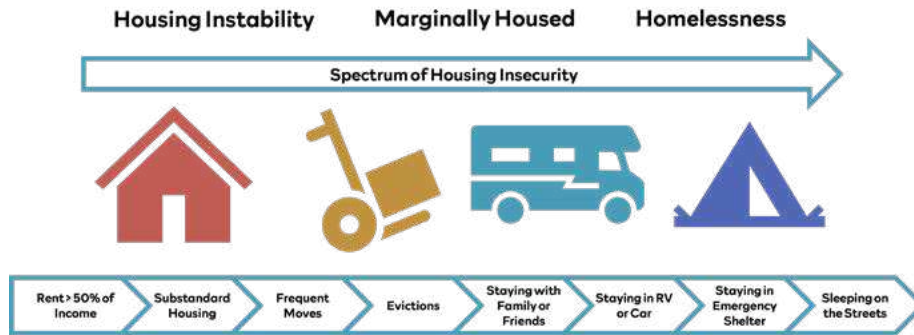 Housing Instability Marginally Housed Homelessness
Spectrum of Housing Insecurity
Rent > 50% of
Income
Substandard
Housing
Frequent
Moves
Evictions
Staying with
Family or
Friends
Staying in RV
or Car
Staying in
Emergency
Shelter
Sleeping on
the Streets